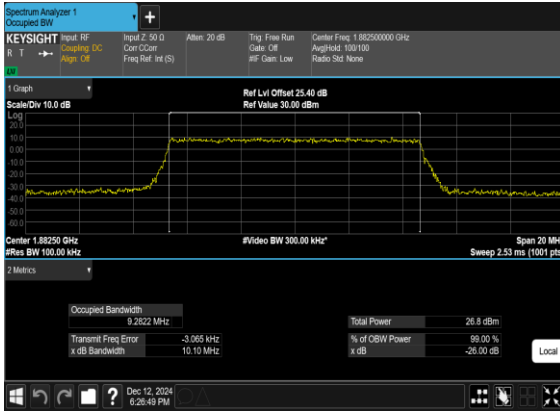 Spectrum Analyzer 1
Occupied BW
+
KEYSIGHT Input: RF Input Z: 50 Ω Atten: 20 dB Trig: Free Run Center Freq: 1.882500000 GHz
R T Coupling: DC Corr CCorr Gate: Off Avg|Hold: 100/100
Align: Off Freq Ref: Int (S) #IF Gain: Low Radio Std: None
1 Graph
Ref Lvl Offset 25.40 dB
Scale/Div 10.0 dB Ref Value 30.00 dBm
Log
20.0
10.0
0.00
-10.0
-20.0
-30.0
-40.0
-50.0
-60.0
Center 1.88250 GHz #Video BW 300.00 kHz* Span 20 MH
#Res BW 100.00 kHz Sweep 2.53 ms (1001 pts
2 Metrics
Occupied Bandwidth
9.2822 MHz Total Power 26.8 dBm
Transmit Freq Error -3.065 kHz % of OBW Power 99.00 %
x dB Bandwidth 10.10 MHz x dB -26.00 dB
Local
? Dec 12, 2024
6:26:49 PM